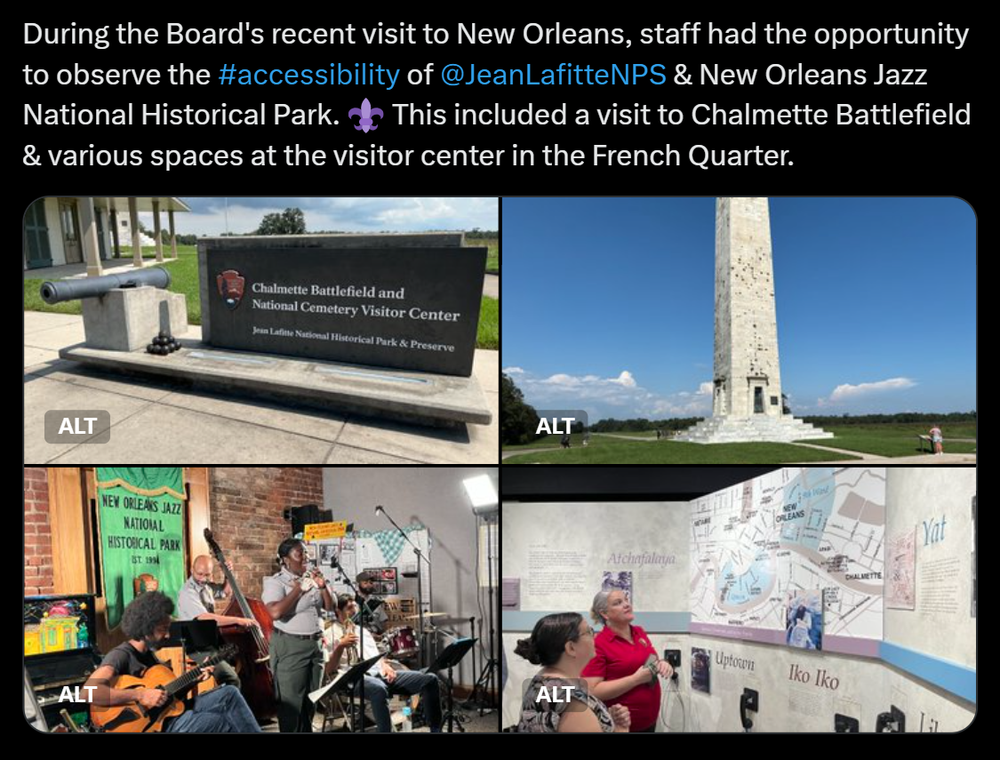 During the Board's recent visit to New Orleans, staff had the opportunity
to observe the #accessibility of @JeanLafitteNPS & New Orleans Jazz
National Historical Park. ⚜️ This included a visit to Chalmette Battlefield
& various spaces at the visitor center in the French Quarter.
Chalmette Battlefield and
National Cemetery Visitor Center
Jean Lafitte National Historical Park & Preserve
ALT
ALT
NEW ORLEANS JAZZ
NATIONAL
HISTORICAL PARK
EST. 1994
ALT
Atchafalaya
NEW
ORLEANS
CHALMETTE
Yat
Uptown
Iko Iko
ALT